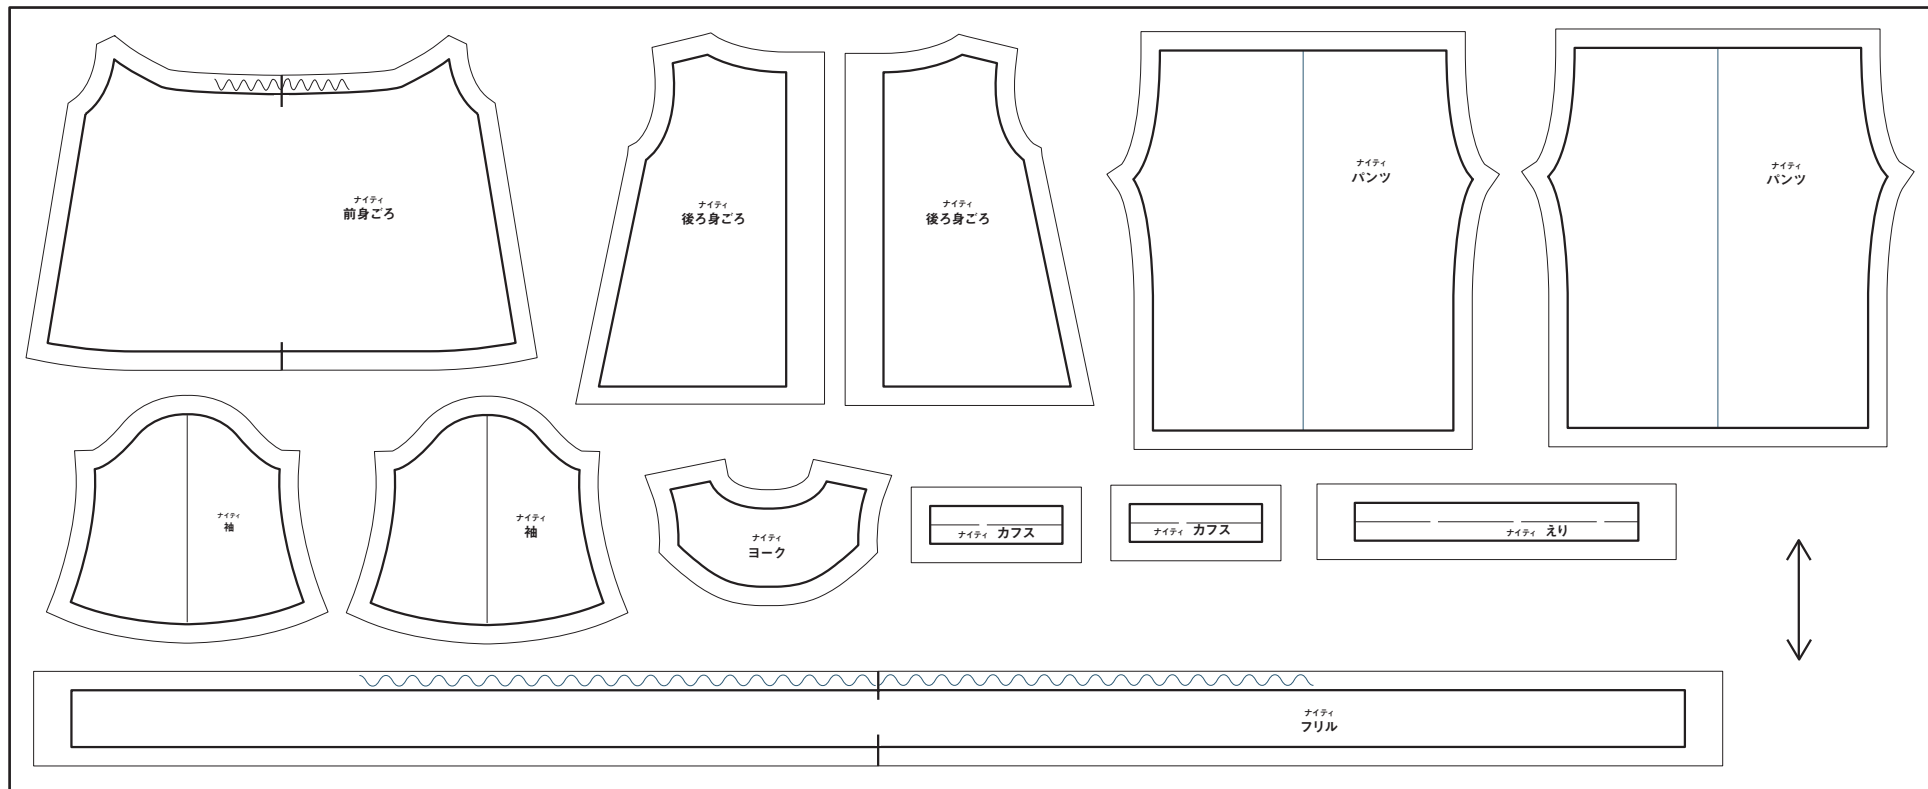 ナイティ
前身ごろ
ナイティ
後ろ身ごろ
ナイティ
後ろ身ごろ
ナイティ
パンツ
ナイティ
パンツ
ナイティ
袖
ナイティ
袖
ナイティ
ヨーク
ナイティ カフス
ナイティ カフス
ナイティ えり
ナイティ
フリル